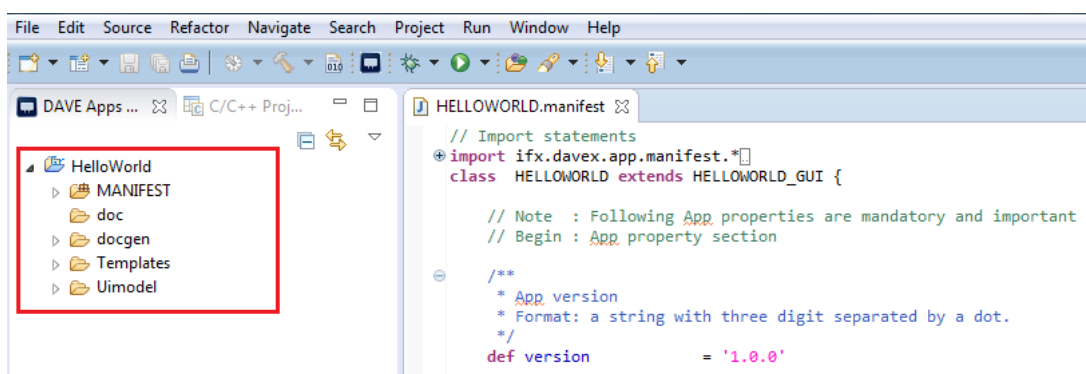 File Edit Source Refactor Navigate Search Project Run Window Help
010
DAVE Apps ... C/C++ Proj...
HelloWorld
MANIFEST
doc
docgen
Templates
Uimodel
HELLOWORLD.manifest
// Import statements
import ifx.davex.app.manifest.*
class HELLOWORLD extends HELLOWORLD_GUI {
// Note : Following App properties are mandatory and important
// Begin : App property section
/**
* App version
* Format: a string with three digit separated by a dot.
*/
def version = '1.0.0'